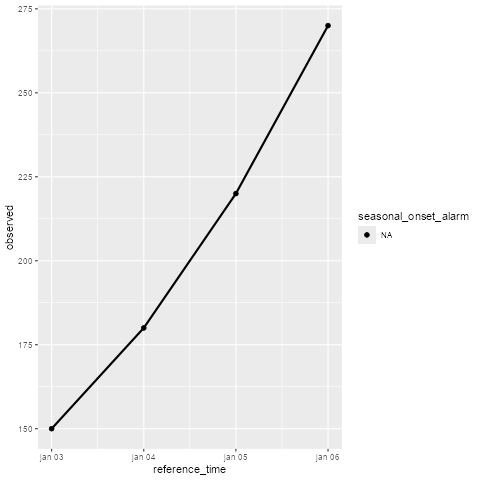 275
250
225
200
175
150
observed
jan 03
jan 04
jan 05
jan 06
reference_time
seasonal_onset_alarm
NA